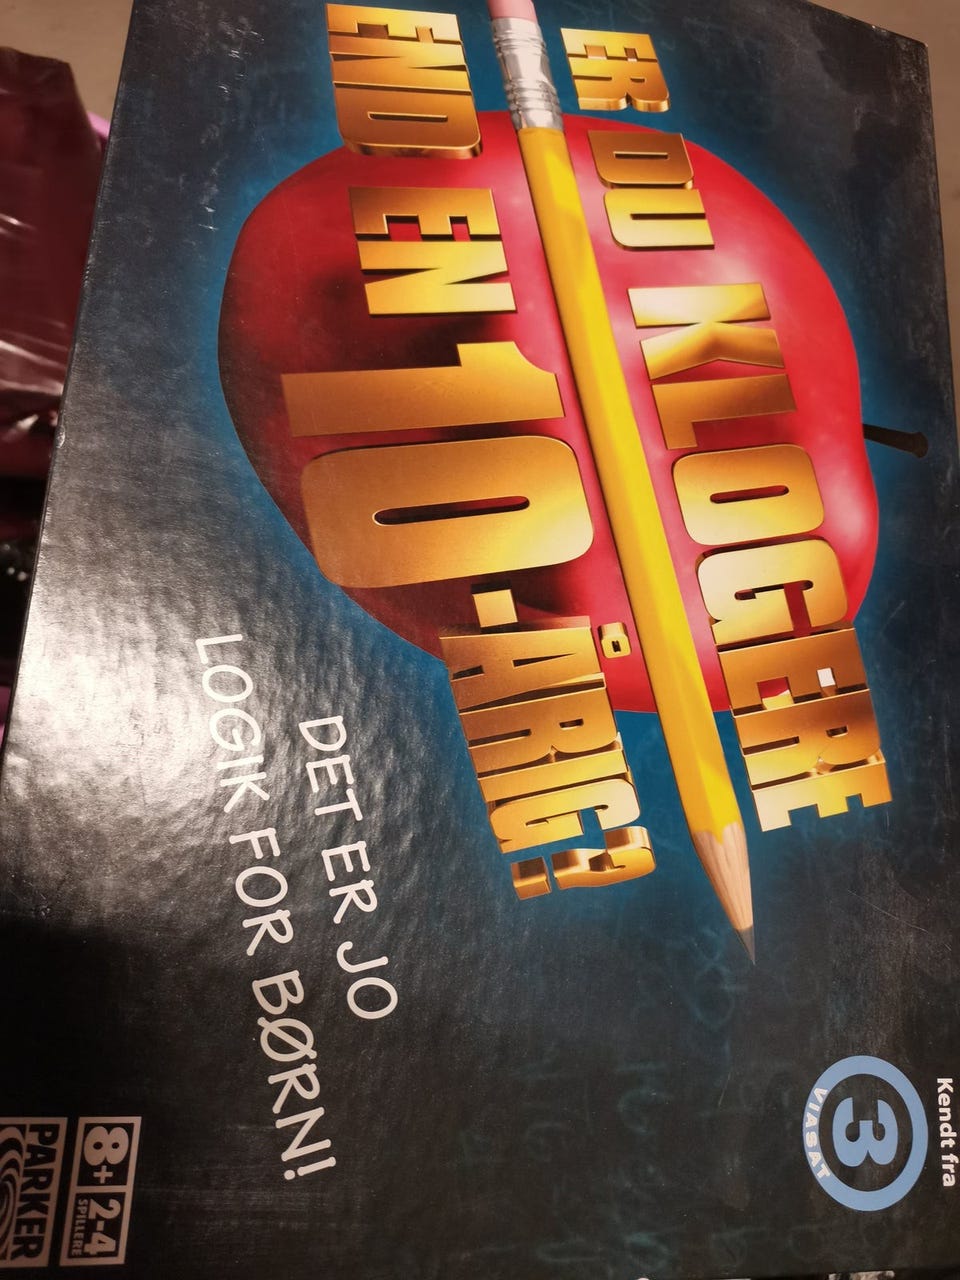 Kendt fra
3
VIASAT
ER DU KLOGERE
END EN 10-ÅRIG?
DET ER JO
LOGIK FOR BØRN!
8+
2-4
SPILLERE
PARKER